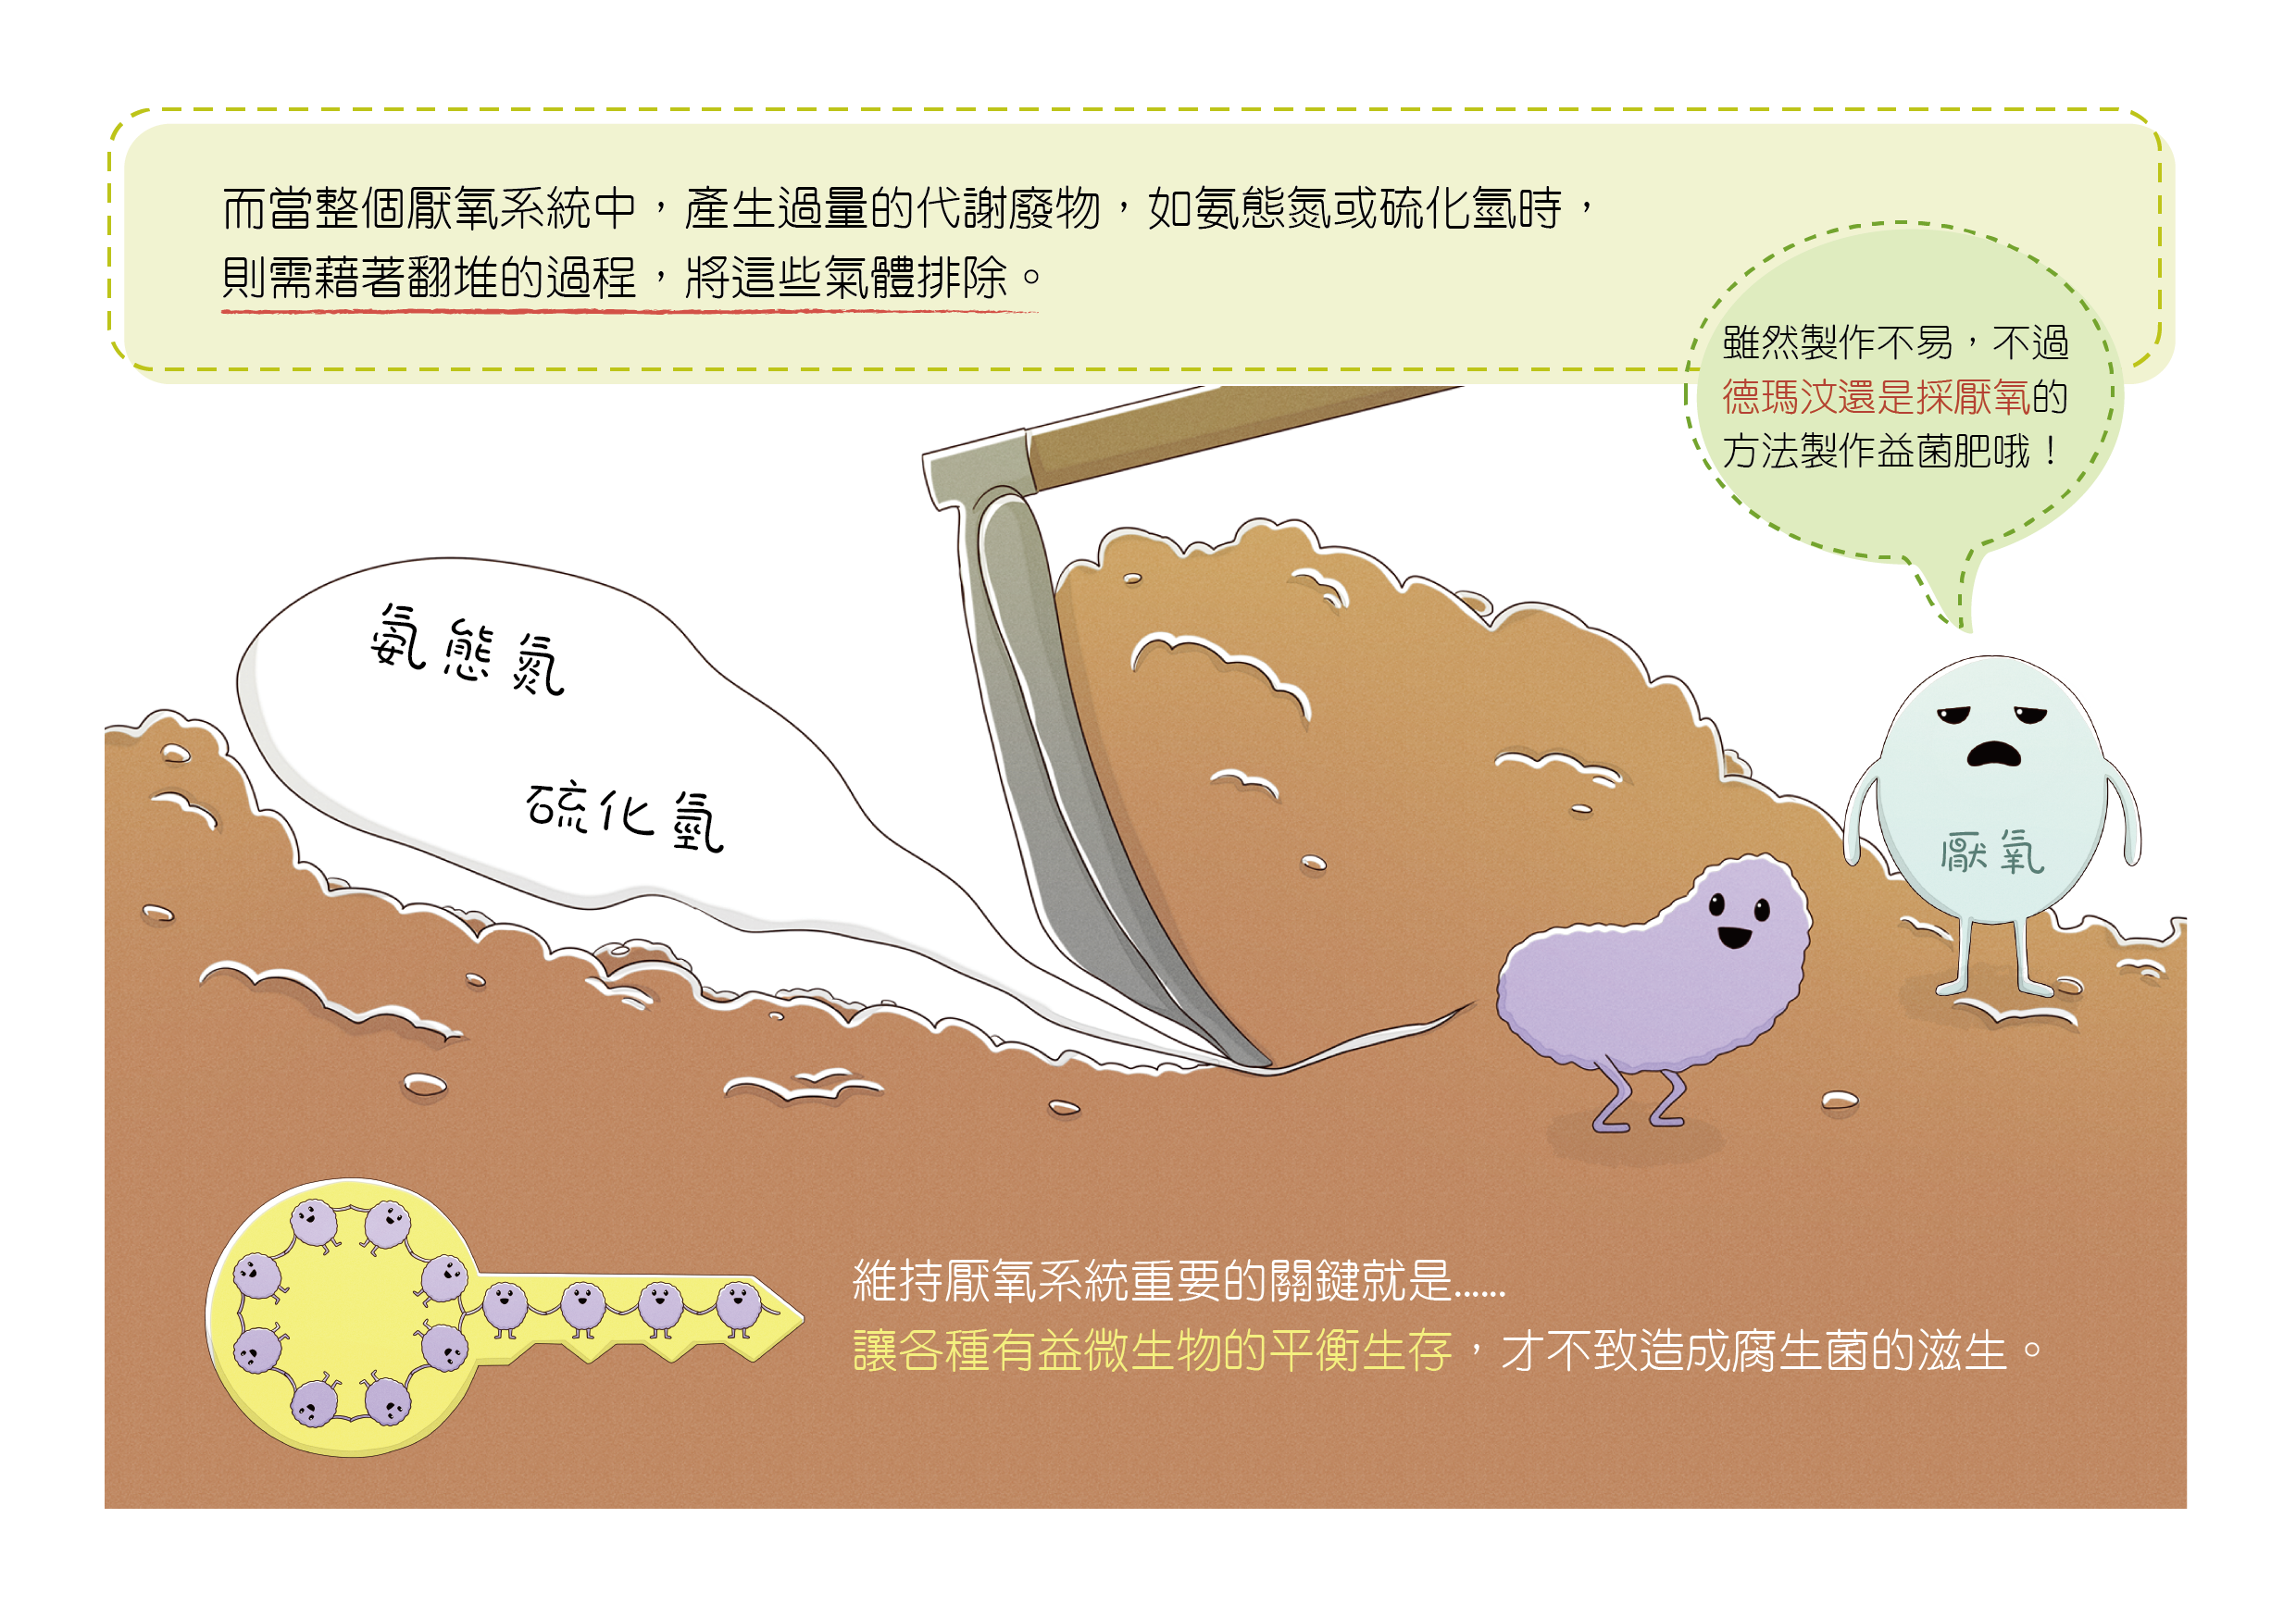 而當整個厭氧系統中，產生過量的代謝廢物，如氨態氮或硫化氫時，
則需藉著翻堆的過程，將這些氣體排除。
雖然製作不易，不過
德瑪汶還是採厭氧的
方法製作益菌肥哦！
氨態氮
硫化氫
厭氧
維持厭氧系統重要的關鍵就是......
讓各種有益微生物的平衡生存，才不致造成腐生菌的滋生。